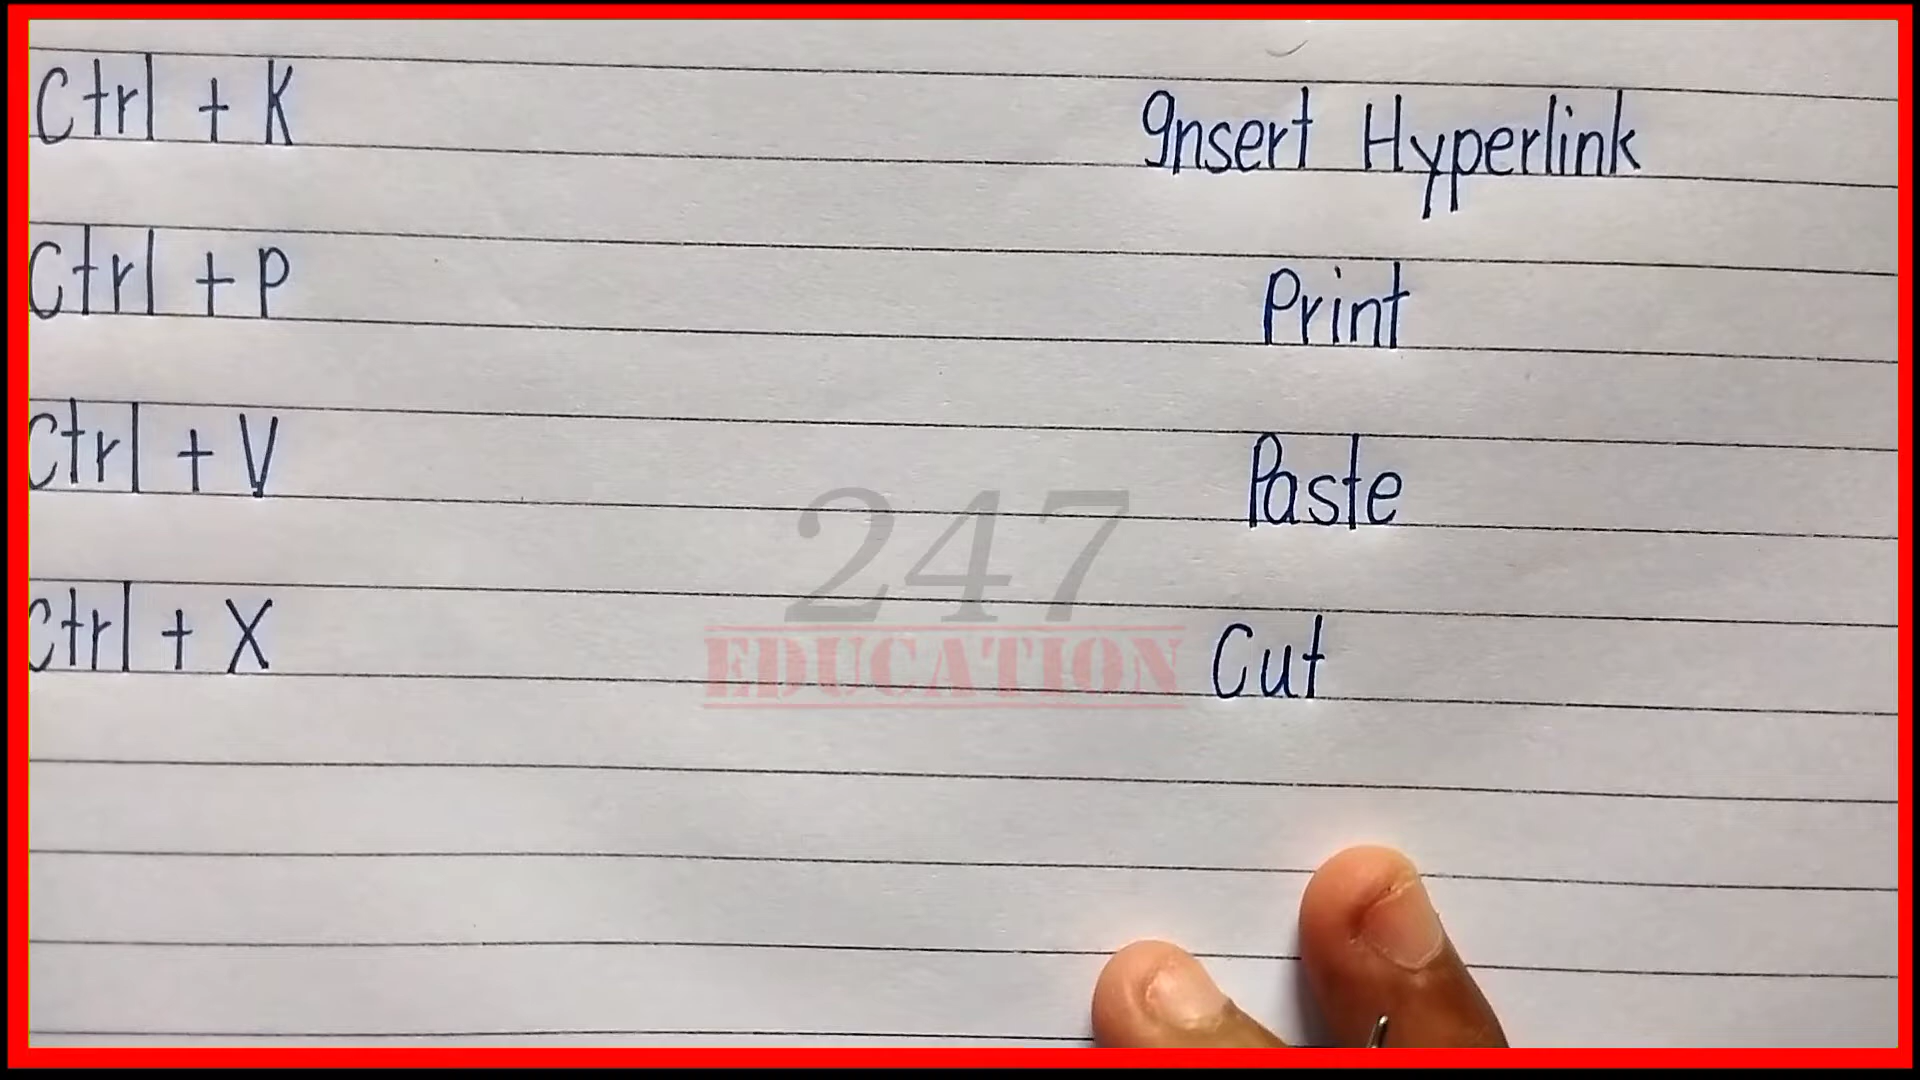 Ctrl + K Insert Hyperlink
Ctrl + P Print
Ctrl + V Paste
247
EDUCATION
Ctrl + X Cut